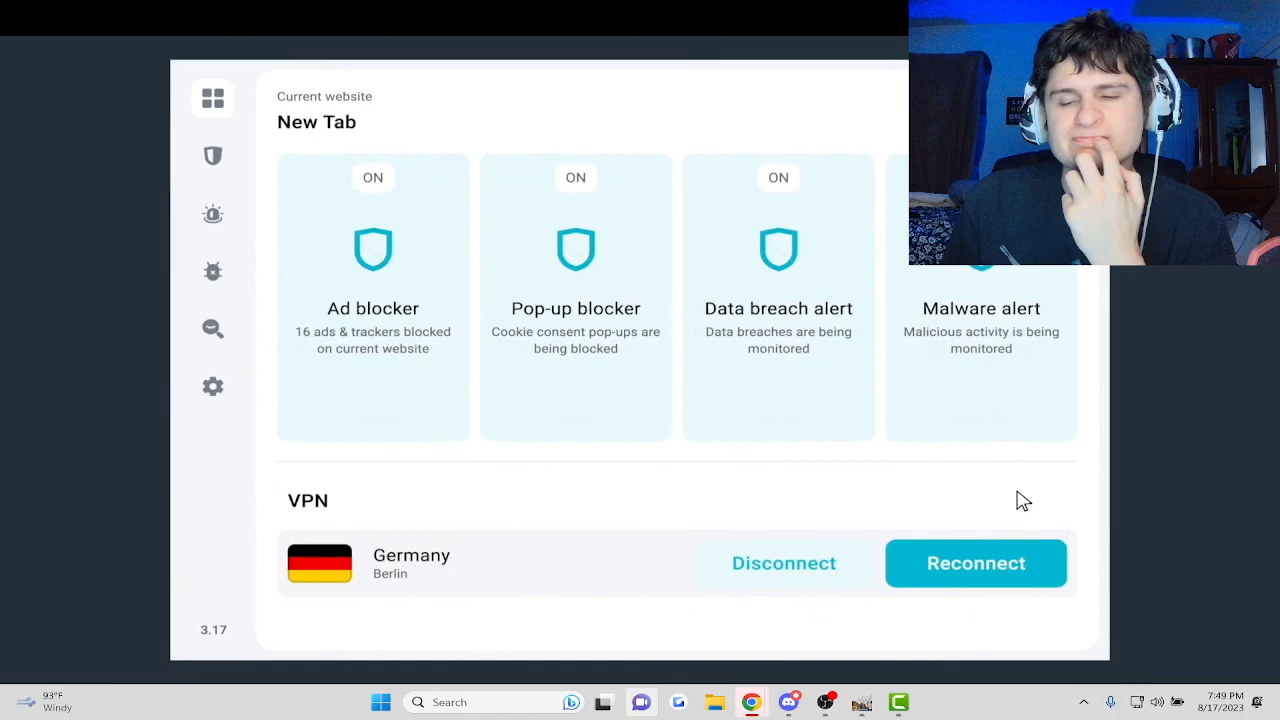 Current website
New Tab
ON
ON
ON
Ad blocker
16 ads & trackers blocked
on current website
Pop-up blocker
Cookie consent pop-ups are
being blocked
Data breach alert
Data breaches are being
monitored
Malware alert
Malicious activity is being
monitored
VPN
Germany
Berlin
Disconnect
Reconnect
3.17
93°F
Windy
Search
7:49 PM
8/17/2023